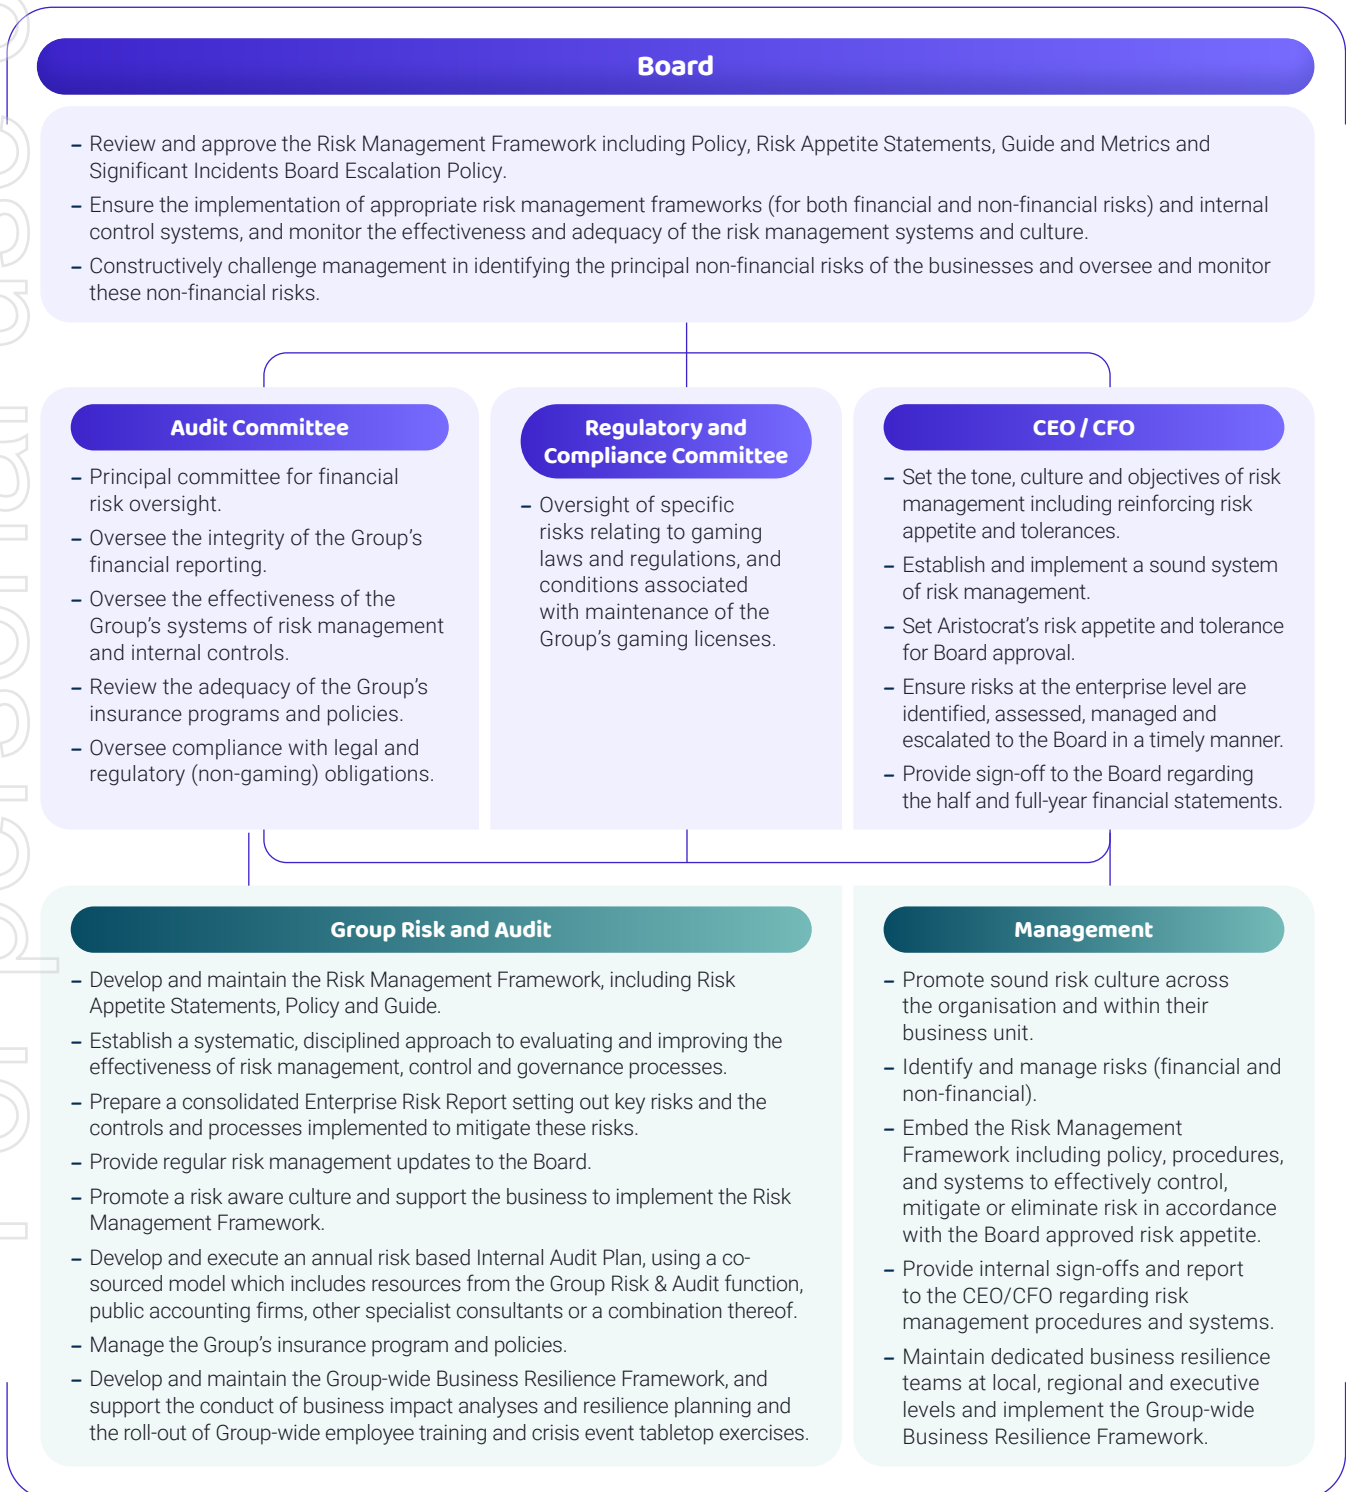 Board
– Review and approve the Risk Management Framework including Policy, Risk Appetite Statements, Guide and Metrics and
Significant Incidents Board Escalation Policy.
– Ensure the implementation of appropriate risk management frameworks (for both financial and non-financial risks) and internal
control systems, and monitor the effectiveness and adequacy of the risk management systems and culture.
– Constructively challenge management in identifying the principal non-financial risks of the businesses and oversee and monitor
these non-financial risks.
Audit Committee
– Principal committee for financial
risk oversight.
– Oversee the integrity of the Group’s
financial reporting.
– Oversee the effectiveness of the
Group’s systems of risk management
and internal controls.
– Review the adequacy of the Group’s
insurance programs and policies.
– Oversee compliance with legal and
regulatory (non-gaming) obligations.
Regulatory and
Compliance Committee
– Oversight of specific
risks relating to gaming
laws and regulations, and
conditions associated
with maintenance of the
Group’s gaming licenses.
CEO / CFO
– Set the tone, culture and objectives of risk
management including reinforcing risk
appetite and tolerances.
– Establish and implement a sound system
of risk management.
– Set Aristocrat’s risk appetite and tolerance
for Board approval.
– Ensure risks at the enterprise level are
identified, assessed, managed and
escalated to the Board in a timely manner.
– Provide sign-off to the Board regarding
the half and full-year financial statements.
Group Risk and Audit
– Develop and maintain the Risk Management Framework, including Risk
Appetite Statements, Policy and Guide.
– Establish a systematic, disciplined approach to evaluating and improving the
effectiveness of risk management, control and governance processes.
– Prepare a consolidated Enterprise Risk Report setting out key risks and the
controls and processes implemented to mitigate these risks.
– Provide regular risk management updates to the Board.
– Promote a risk aware culture and support the business to implement the Risk
Management Framework.
– Develop and execute an annual risk based Internal Audit Plan, using a co-
sourced model which includes resources from the Group Risk & Audit function,
public accounting firms, other specialist consultants or a combination thereof.
– Manage the Group’s insurance program and policies.
– Develop and maintain the Group-wide Business Resilience Framework, and
support the conduct of business impact analyses and resilience planning and
the roll-out of Group-wide employee training and crisis event tabletop exercises.
Management
– Promote sound risk culture across
the organisation and within their
business unit.
– Identify and manage risks (financial and
non-financial).
– Embed the Risk Management
Framework including policy, procedures,
and systems to effectively control,
mitigate or eliminate risk in accordance
with the Board approved risk appetite.
– Provide internal sign-offs and report
to the CEO/CFO regarding risk
management procedures and systems.
– Maintain dedicated business resilience
teams at local, regional and executive
levels and implement the Group-wide
Business Resilience Framework.